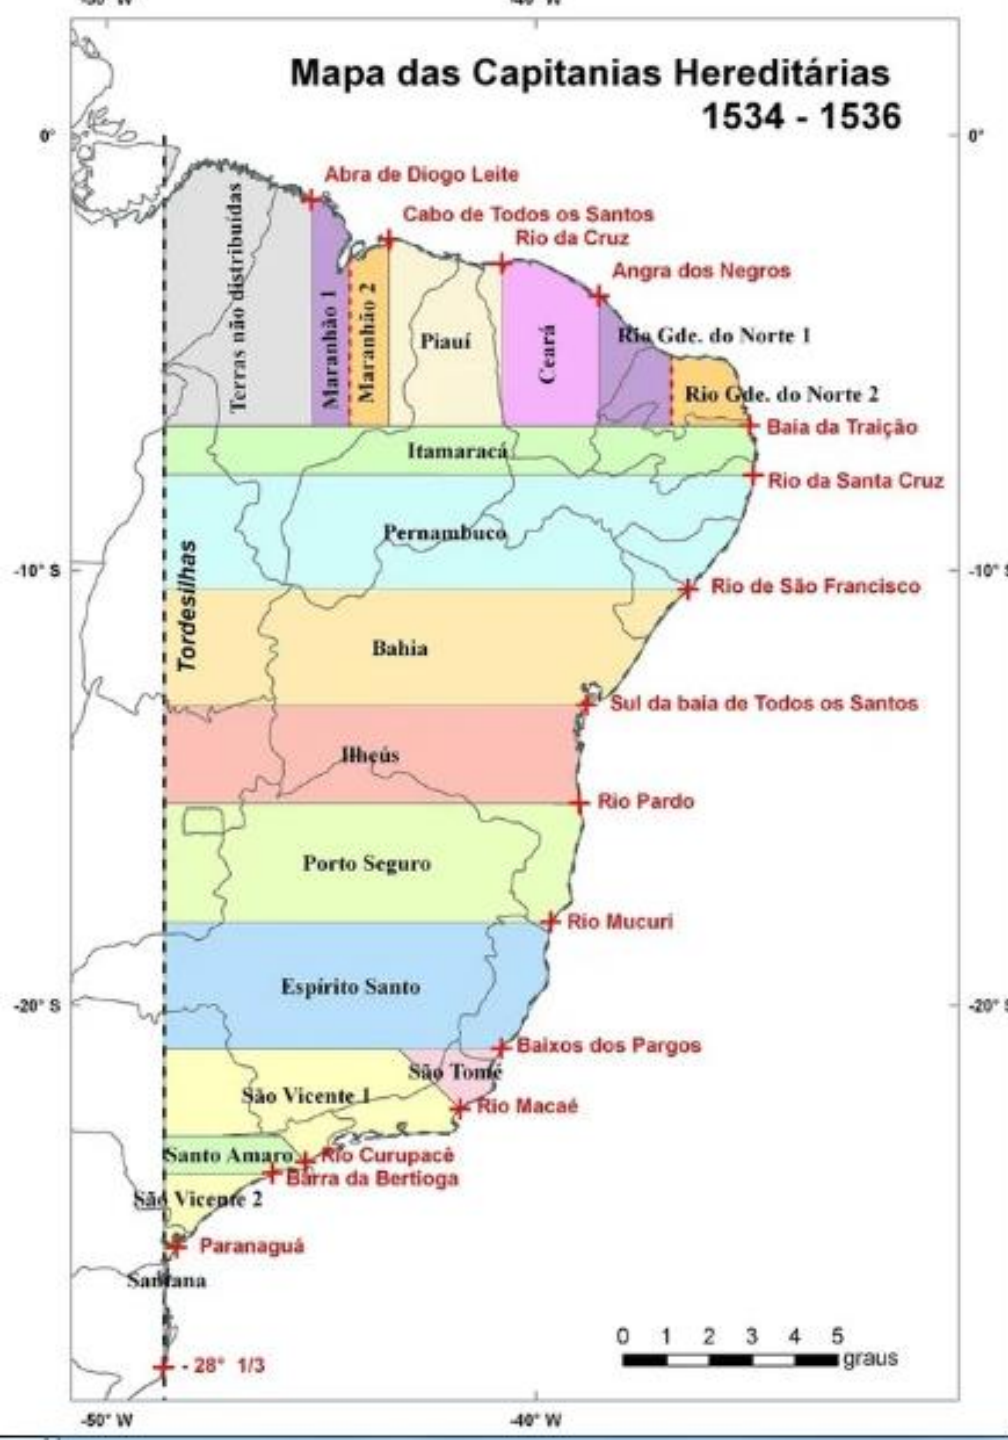 Mapa das Capitanias Hereditárias
1534 - 1536
0°
0°
Abra de Diogo Leite
Cabo de Todos os Santos
Rio da Cruz
Angra dos Negros
Terras não distribuídas
Maranhão 1
Maranhão 2
Piauí
Ceará
Rio Gde. do Norte 1
Rio Gde. do Norte 2
Baía da Traição
Itamaracá
Rio da Santa Cruz
Pernambuco
Tordesilhas
-10° S
-10° S
Rio de São Francisco
Bahia
Sul da baia de Todos os Santos
Ilheús
Rio Pardo
Porto Seguro
Rio Mucuri
Espírito Santo
-20° S
-20° S
Baixos dos Pargos
São Tomé
São Vicente 1
Rio Macaé
Santo Amaro
Rio Curupacê
Barra da Bertioga
São Vicente 2
Paranaguá
Santana
- 28° 1/3
0 1 2 3 4 5
graus
-50° W
-40° W